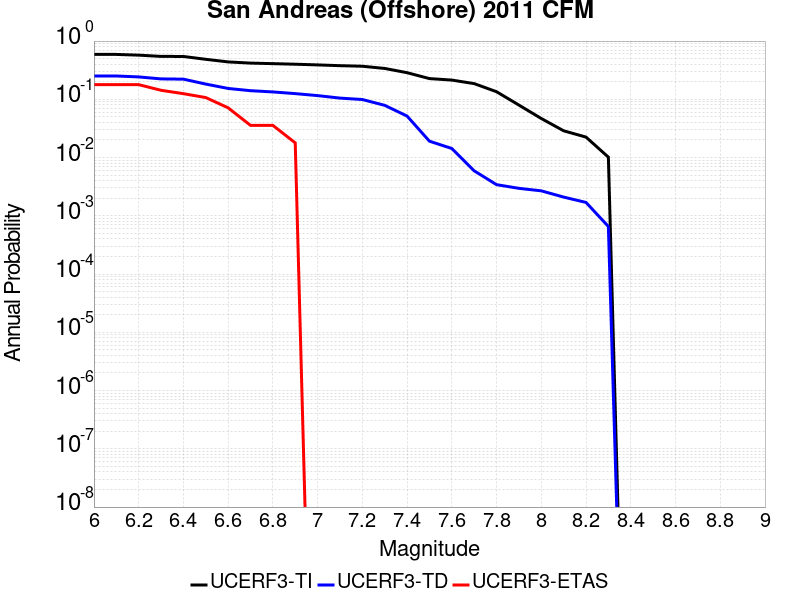 San Andreas (Offshore) 2011 CFM
10^0
10^-1
10^-2
10^-3
10^-4
10^-5
10^-6
10^-7
10^-8
Annual Probability
6 6.2 6.4 6.6 6.8 7 7.2 7.4 7.6 7.8 8 8.2 8.4 8.6 8.8 9
Magnitude
UCERF3-TI UCERF3-TD UCERF3-ETAS